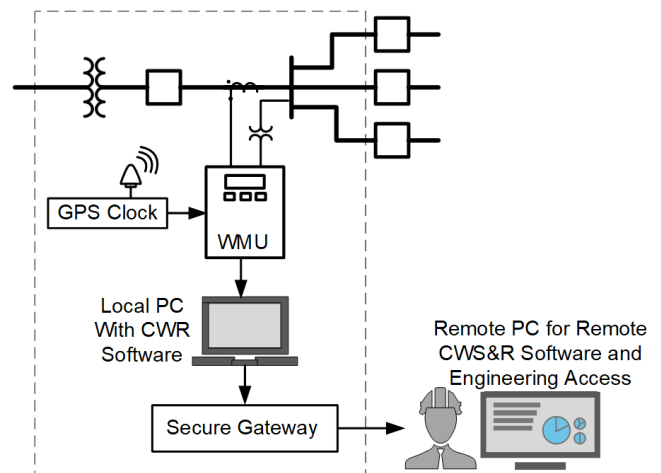 GPS Clock
WMU
Local PC
With CWR
Software
Remote PC for Remote
CWS&R Software and
Engineering Access
Secure Gateway